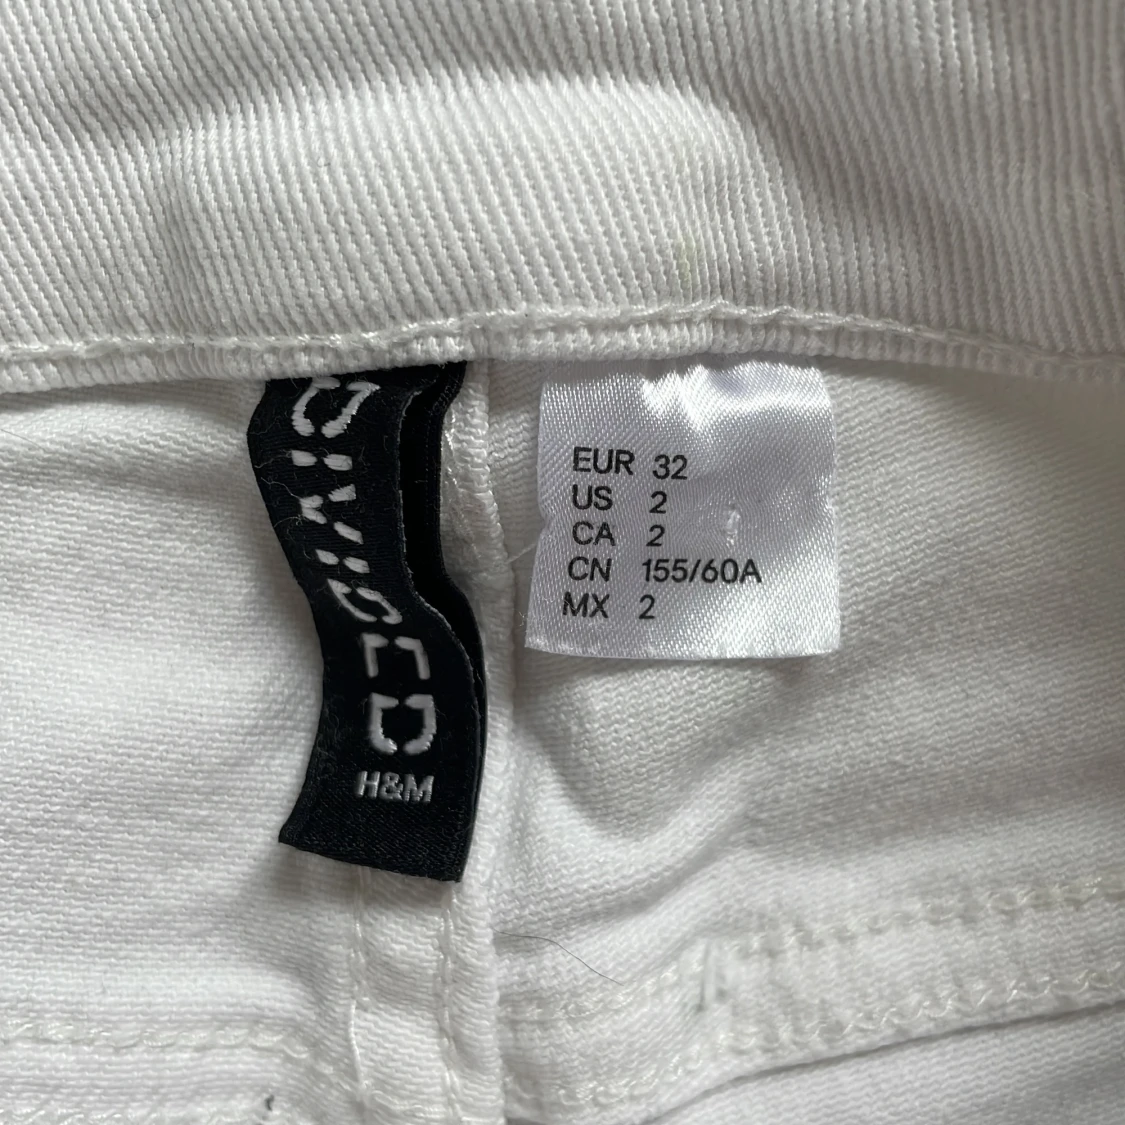 DIVIDED
H&M
EUR 32
US 2
CA 2
CN 155/60A
MX 2